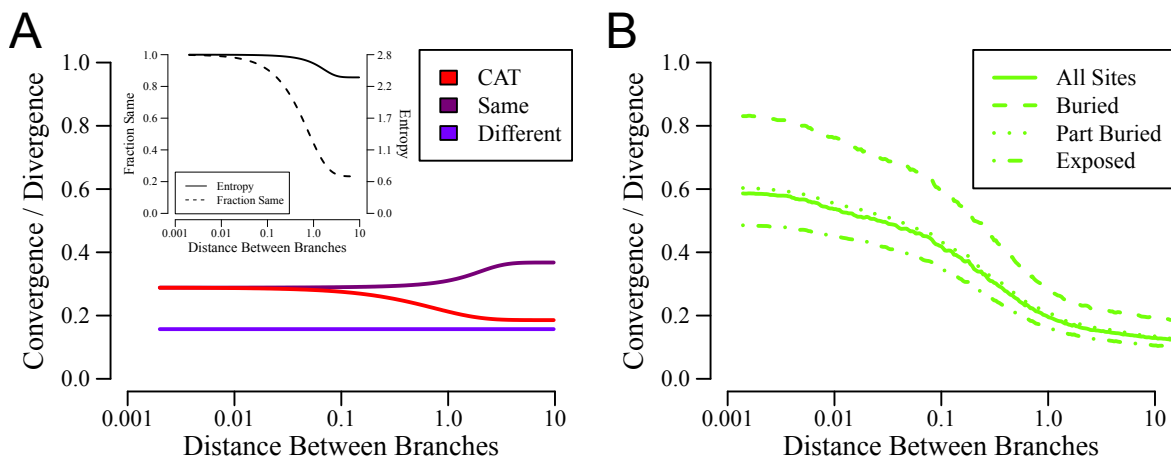 A
Convergence / Divergence
1.0
0.8
0.6
0.4
0.2
0.0
0.001
0.01
0.1
1.0
10
Distance Between Branches
Fraction Same
1.0
0.8
0.6
0.4
0.2
0.0
2.8
2.2
1.7
1.1
0.6
0.0
Entropy
Entropy
Fraction Same
0.001
0.01
0.1
1.0
10
Distance Between Branches
CAT
Same
Different
B
Convergence / Divergence
1.0
0.8
0.6
0.4
0.2
0.0
0.001
0.01
0.1
1.0
10
Distance Between Branches
All Sites
Buried
Part Buried
Exposed